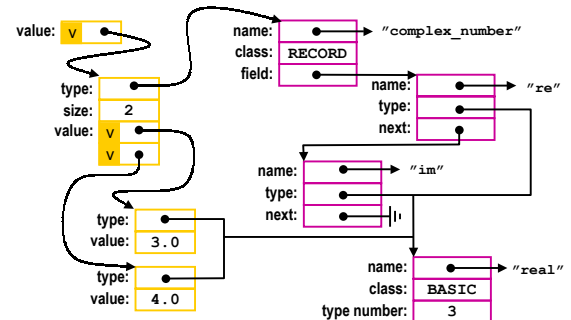 value: v
name: "complex_number"
class: RECORD
field:
type:
size: 2
value: v
v
name: "re"
type:
next:
name: "im"
type:
next:
type:
value: 3.0
type:
value: 4.0
name: "real"
class: BASIC
type number: 3